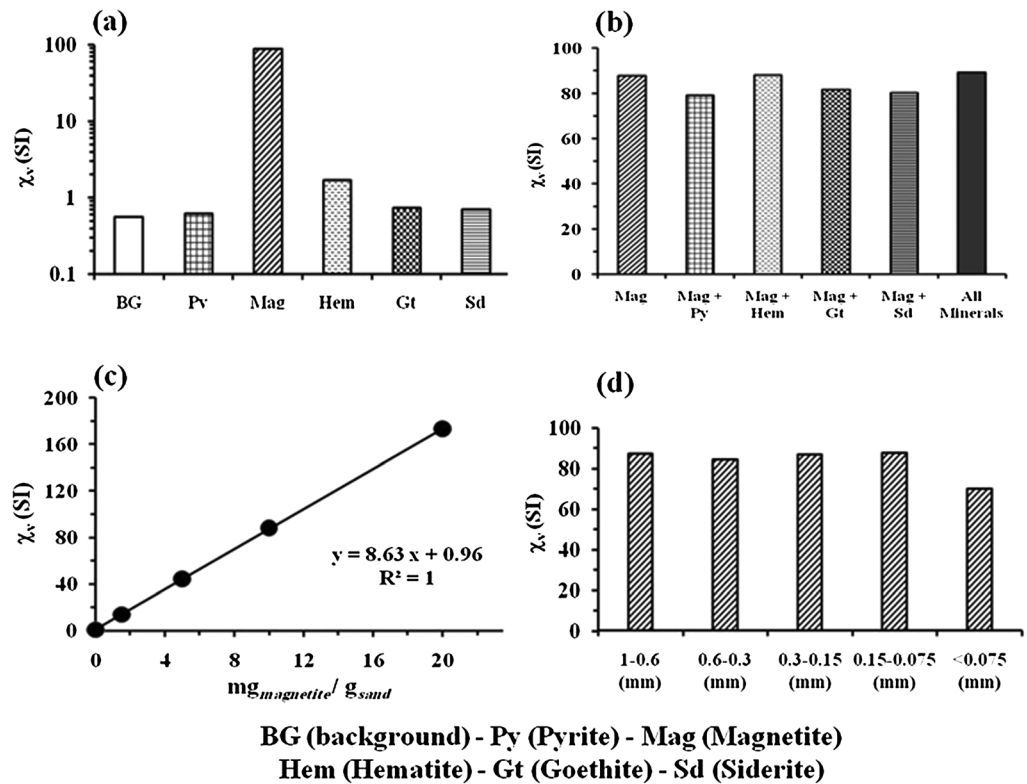 (a)
100
10
1
0.1
χv (SI)
BG Py Mag Hem Gt Sd
(b)
100
80
60
40
20
0
χv (SI)
Mag Mag + Mag + Mag + Mag + All
Py Hem Gt Sd Minerals
(c)
200
160
120
80
40
0
χv (SI)
y = 8.63 x + 0.96
R² = 1
0 4 8 12 16 20
mgmagnetite/ gsand
(d)
100
80
60
40
20
0
χv (SI)
1-0.6 0.6-0.3 0.3-0.15 0.15-0.075 <0.075
(mm) (mm) (mm) (mm) (mm)
BG (background) - Py (Pyrite) - Mag (Magnetite)
Hem (Hematite) - Gt (Goethite) - Sd (Siderite)